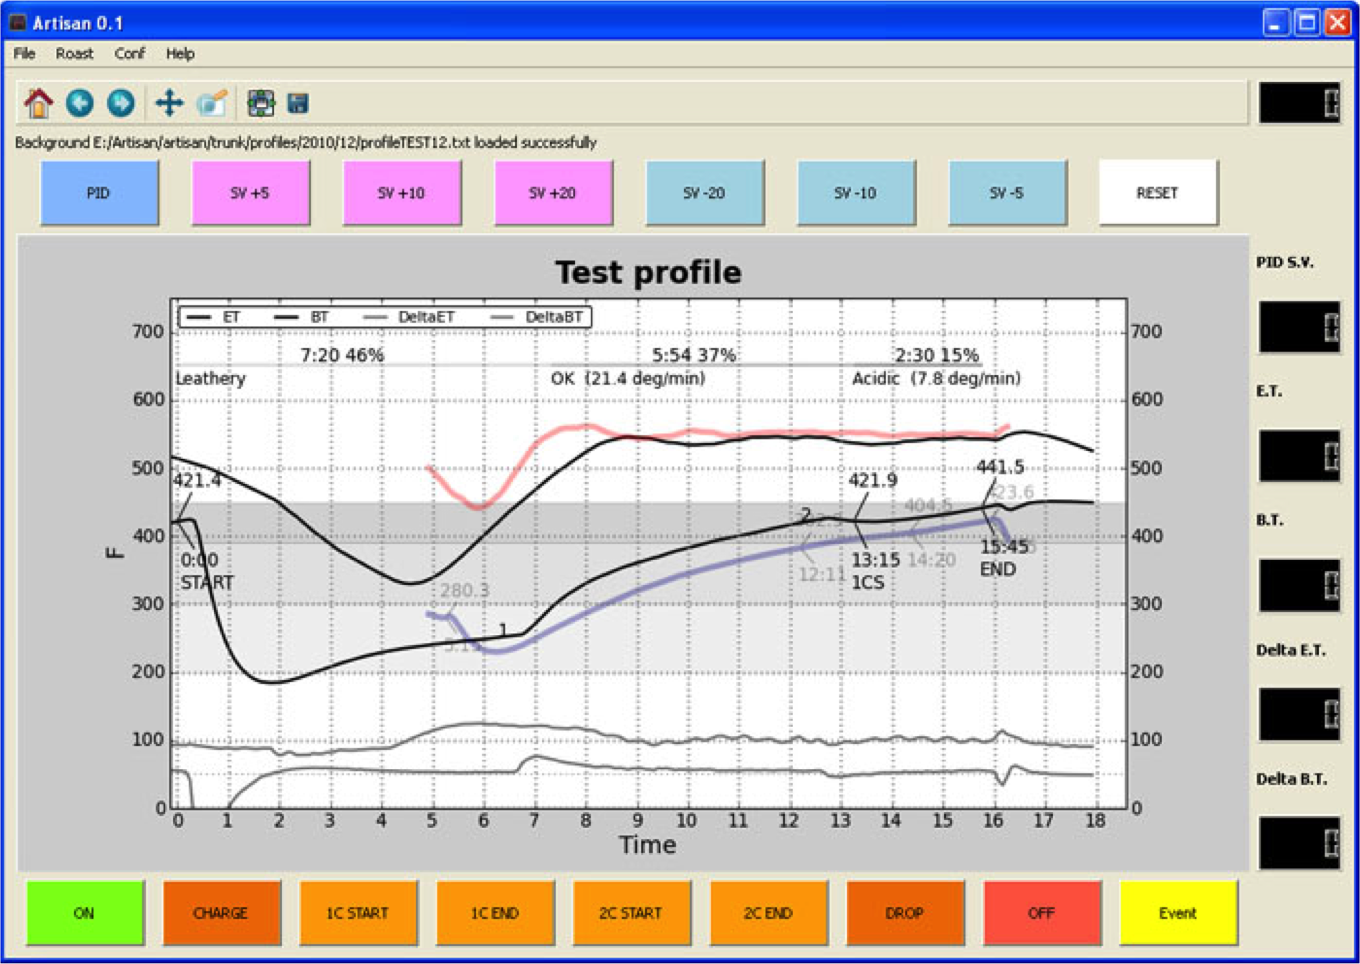 Artisan 0.1
File Roast Conf Help
Background E:/Artisan/artisan/trunk/profiles/2010/12/profileTEST12.txt loaded successfully
PID SV +5 SV +10 SV +20 SV -20 SV -10 SV -5 RESET
Test profile
PID S.V.
ET BT DeltaET DeltaBT
700 700
7:20 46% 5:54 37% 2:30 15%
Leathery OK (21.4 deg/min) Acidic (7.8 deg/min)
600 600
E.T.
500 500
421.4 421.9 441.5
423.6
404.5
2
B.T.
400 400
F
0:00 12:11 13:15 14:20 15:45
START 1CS END
280.3
300 300
1
Delta E.T.
200 200
100 100
Delta B.T.
0 0
0 1 2 3 4 5 6 7 8 9 10 11 12 13 14 15 16 17 18
Time
ON CHARGE 1C START 1C END 2C START 2C END DROP OFF Event